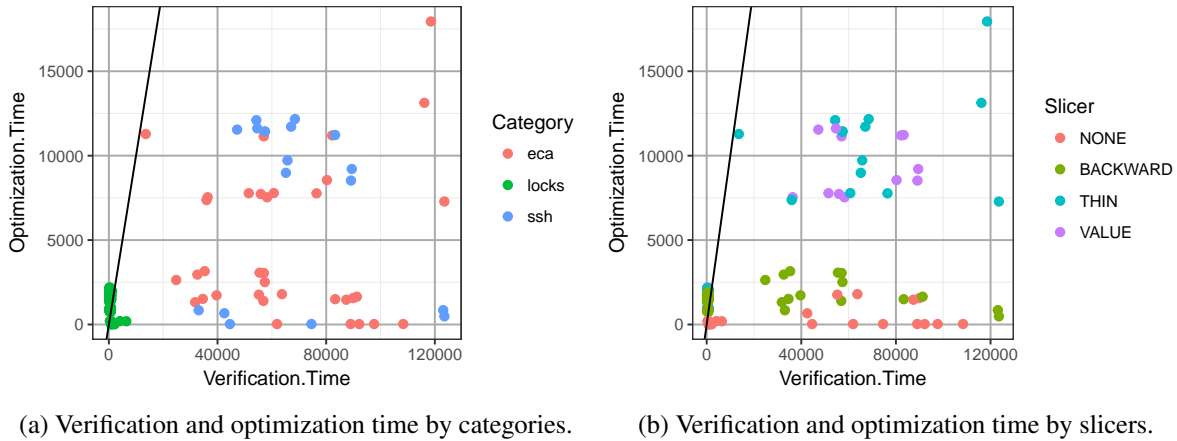 15000
10000
5000
0
Optimization.Time
0
40000
80000
120000
Verification.Time
Category
eca
locks
ssh
(a) Verification and optimization time by categories.
15000
10000
5000
0
Optimization.Time
0
40000
80000
120000
Verification.Time
Slicer
NONE
BACKWARD
THIN
VALUE
(b) Verification and optimization time by slicers.